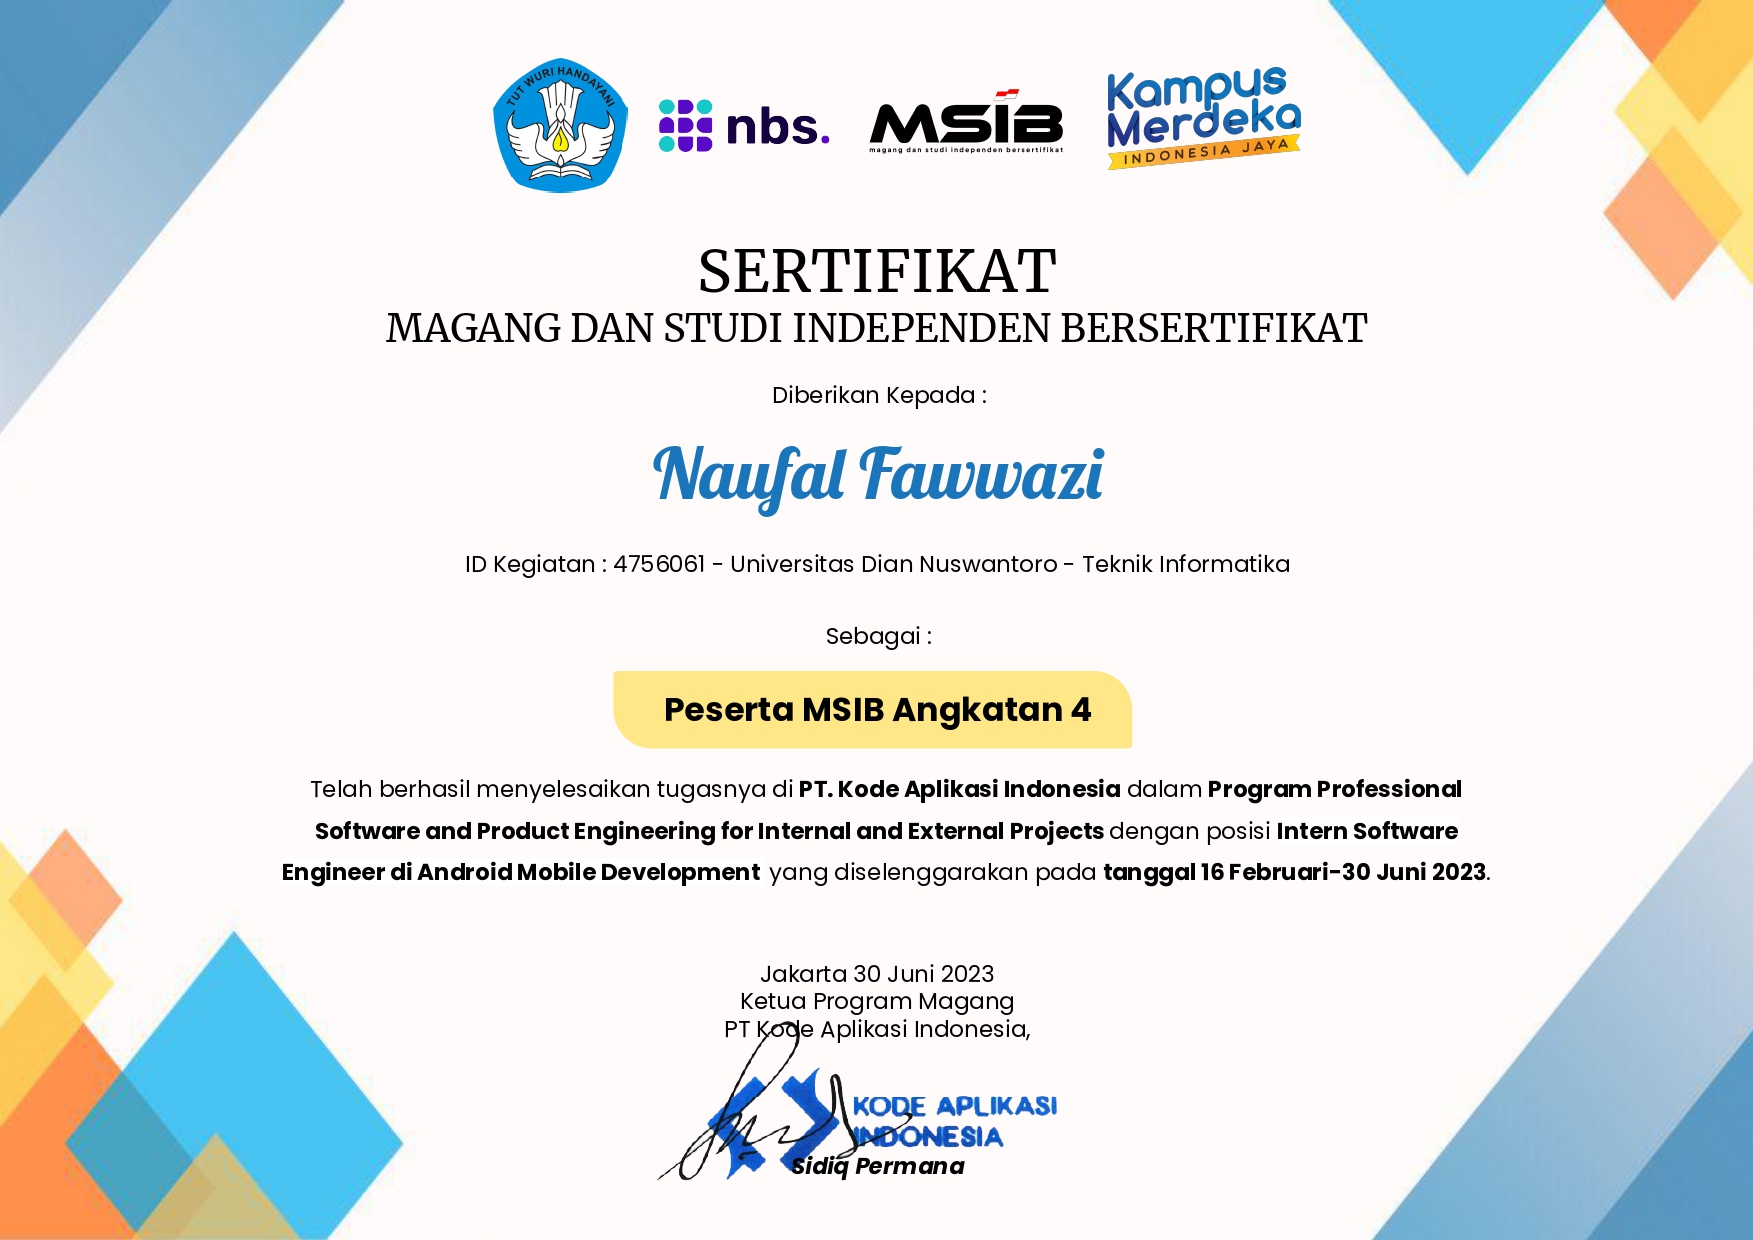 TUT WURI HANDAYANI
nbs.
MSIB
magang dan studi independen bersertifikat
Kampus
Merdeka
INDONESIA JAYA
SERTIFIKAT
MAGANG DAN STUDI INDEPENDEN BERSERTIFIKAT
Diberikan Kepada :
Naufal Fawwazi
ID Kegiatan : 4756061 - Universitas Dian Nuswantoro - Teknik Informatika
Sebagai :
Peserta MSIB Angkatan 4
Telah berhasil menyelesaikan tugasnya di PT. Kode Aplikasi Indonesia dalam Program Professional
Software and Product Engineering for Internal and External Projects dengan posisi Intern Software
Engineer di Android Mobile Development yang diselenggarakan pada tanggal 16 Februari-30 Juni 2023.
Jakarta 30 Juni 2023
Ketua Program Magang
PT Kode Aplikasi Indonesia,
KODE APLIKASI
INDONESIA
Sidiq Permana